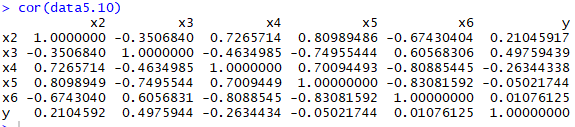 > cor(data5.10)
x2 x3 x4 x5 x6 y
x2 1.0000000 -0.3506840 0.7265714 0.80989486 -0.67430404 0.21045917
x3 -0.3506840 1.0000000 -0.4634985 -0.74955444 0.60568306 0.49759439
x4 0.7265714 -0.4634985 1.0000000 0.70094493 -0.80885445 -0.26344338
x5 0.8098949 -0.7495544 0.7009449 1.00000000 -0.83081592 -0.05021744
x6 -0.6743040 0.6056831 -0.8088545 -0.83081592 1.00000000 0.01076125
y 0.2104592 0.4975944 -0.2634434 -0.05021744 0.01076125 1.00000000